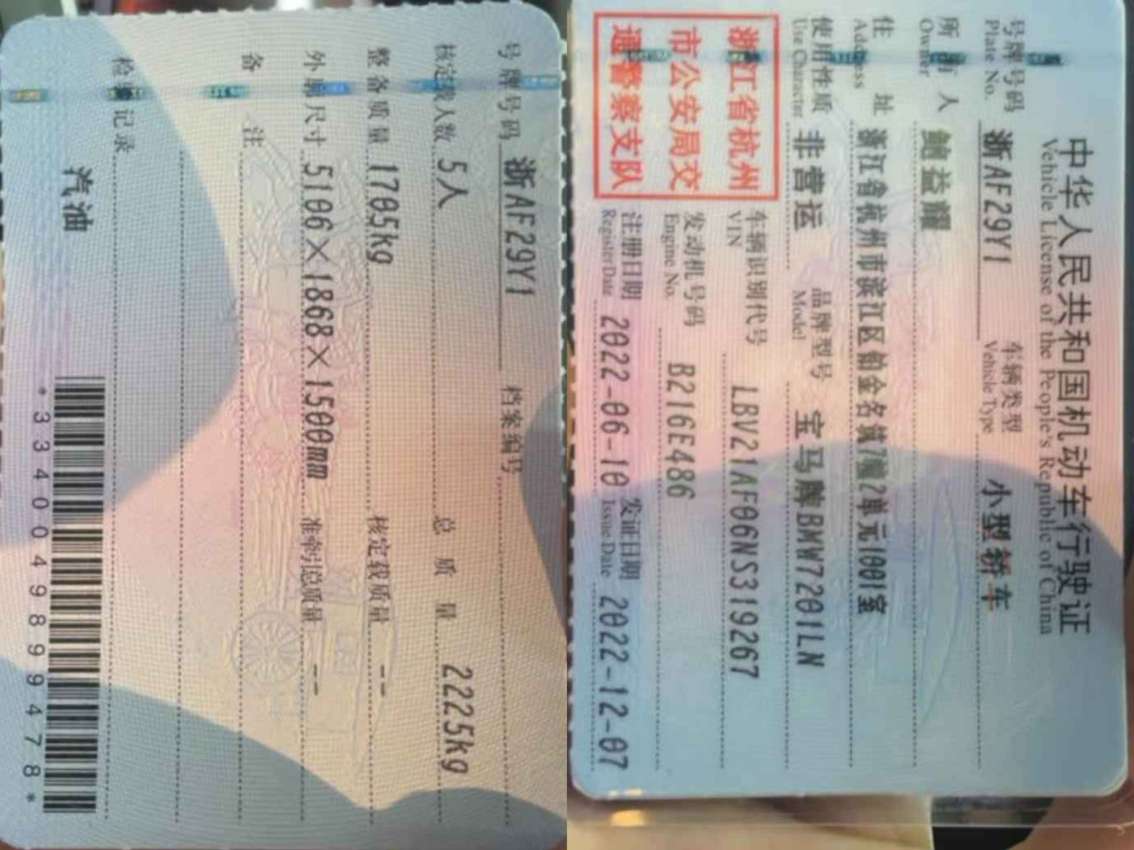 中华人民共和国机动车行驶证
Vehicle License of the People's Republic of China
号牌号码 浙AF29Y1 车辆类型 小型轿车
Plate No. Vehicle Type
所有人 鲍益耀
Owner
住址 浙江省杭州市滨江区铂金名筑7幢2单元1001室
Address
使用性质 非营运 品牌型号 宝马牌BMW7201LN
Use Character Model
浙江省杭州
市公安局交
通警察支队
车辆识别代号 LBV21AF06NS319267
VIN
发动机号码 B216E486
Engine No.
注册日期 2022-06-10 发证日期 2022-12-07
Register Date Issue Date
号牌号码 浙AF29Y1 档案编号
核定载人数 5人 总质量 2225kg
整备质量 1705kg 核定载质量 --
外廓尺寸 5106×1868×1500mm 准牵引总质量 --
备注
检验记录
汽油
*3340049899478*